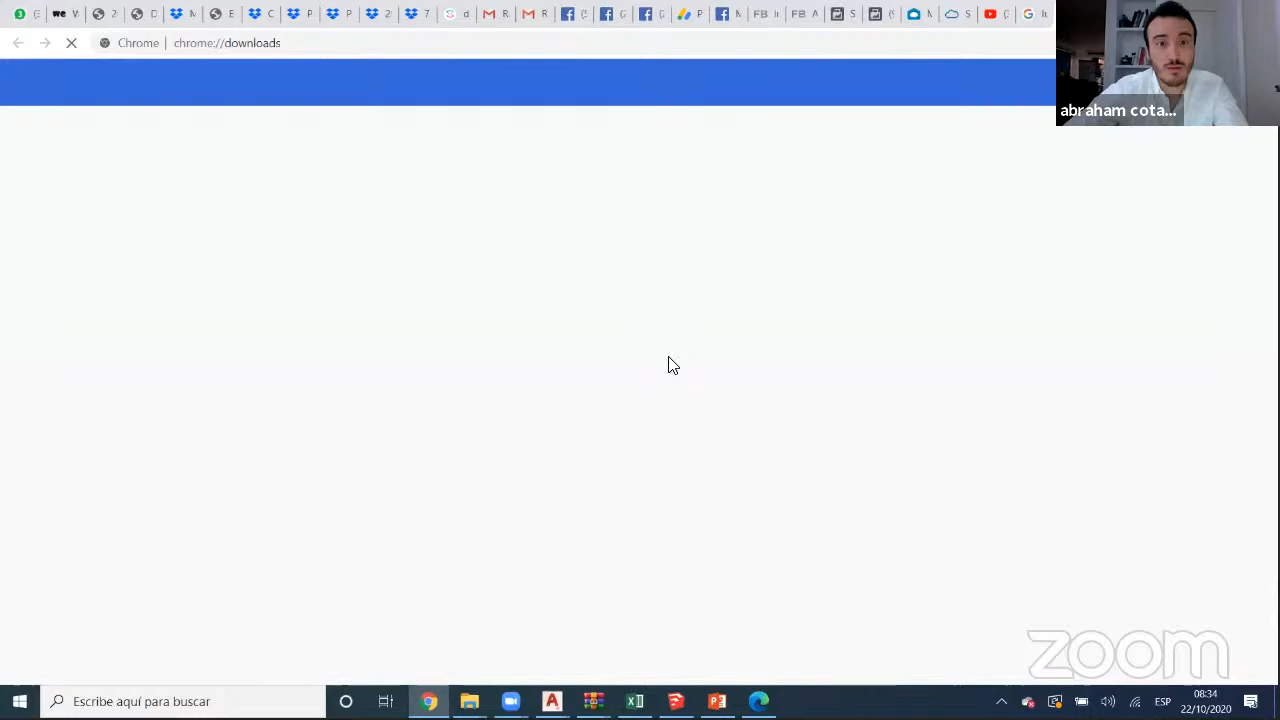 Chrome | chrome://downloads
abraham cota...
zoom
Escribe aquí para buscar
ESP
08:34
22/10/2020